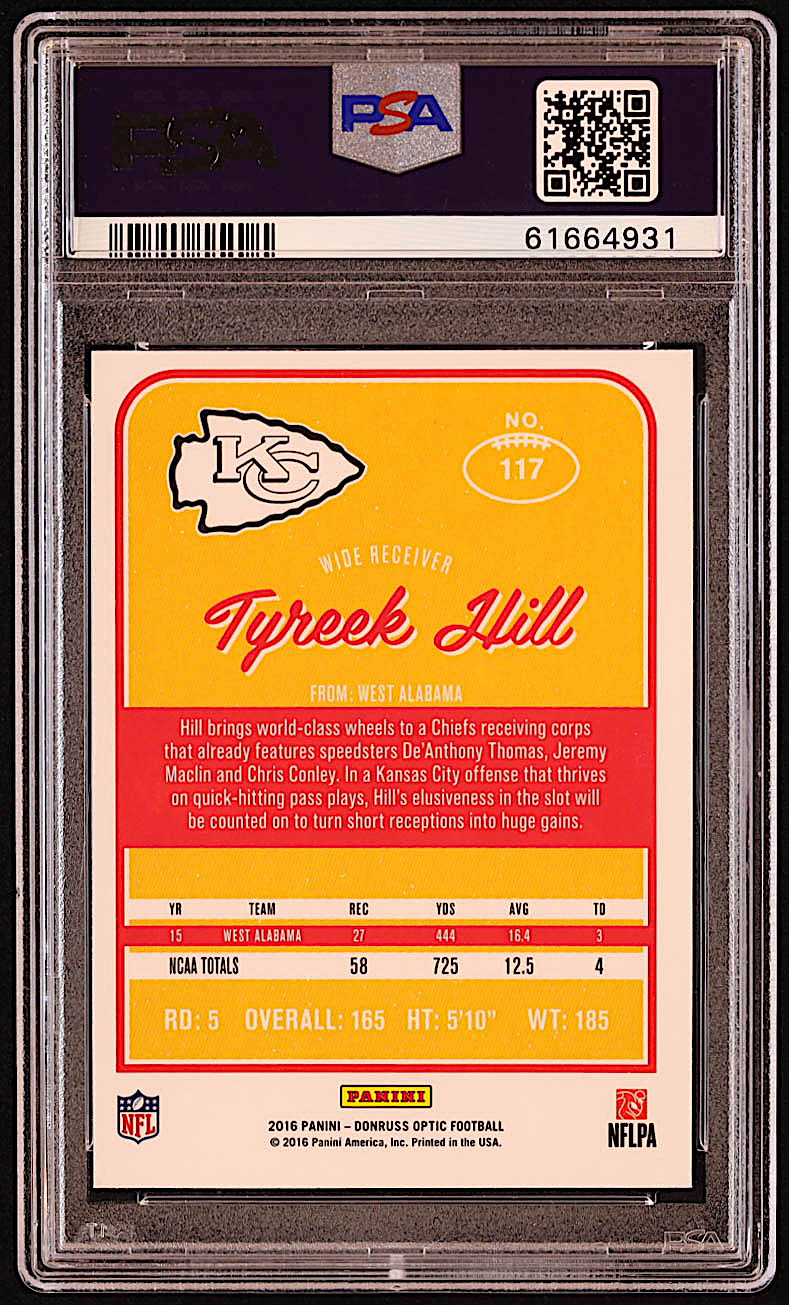 PSA
PSA
61664931
KC
NO.
117
WIDE RECEIVER
Tyreek Hill
FROM: WEST ALABAMA
Hill brings world-class wheels to a Chiefs receiving corps
that already features speedsters De'Anthony Thomas, Jeremy
Maclin and Chris Conley. In a Kansas City offense that thrives
on quick-hitting pass plays, Hill's elusiveness in the slot will
be counted on to turn short receptions into huge gains.
YR TEAM REC YDS AVG TD
15 WEST ALABAMA 27 444 16.4 3
NCAA TOTALS 58 725 12.5 4
RD: 5 OVERALL: 165 HT: 5'10" WT: 185
NFL
PANINI
2016 PANINI – DONRUSS OPTIC FOOTBALL
© 2016 Panini America, Inc. Printed in the USA.
NFLPA
PSA